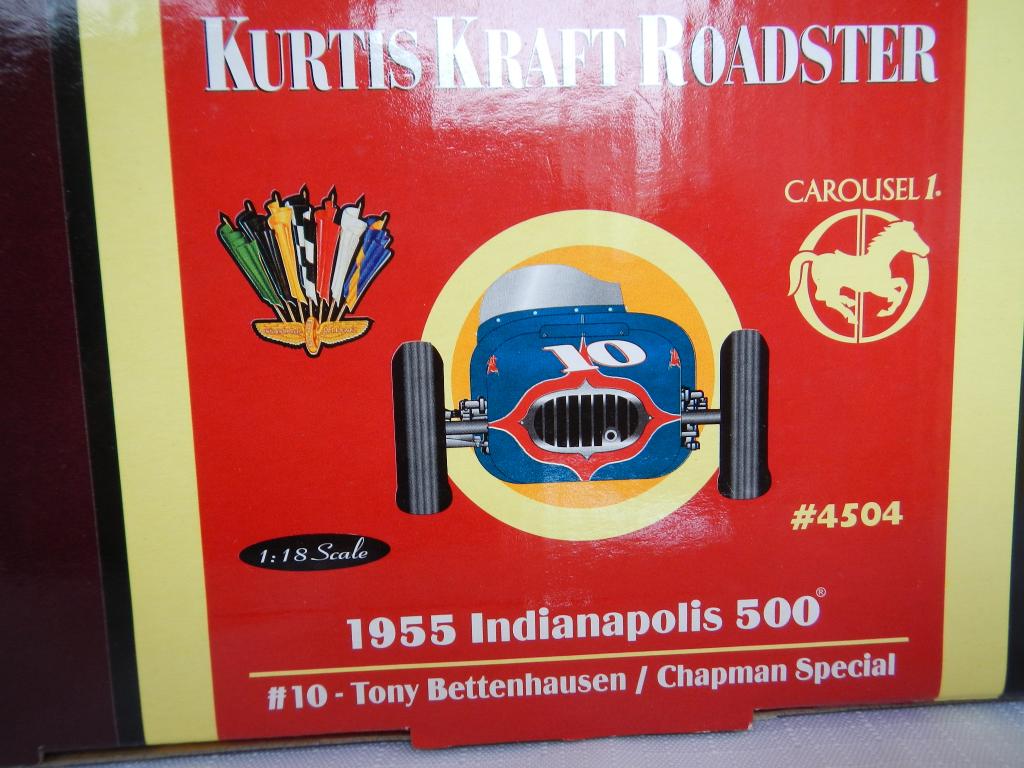 KURTIS KRAFT ROADSTER
CAROUSEL 1.
10
#4504
1:18 Scale
1955 Indianapolis 500®
#10 - Tony Bettenhausen / Chapman Special